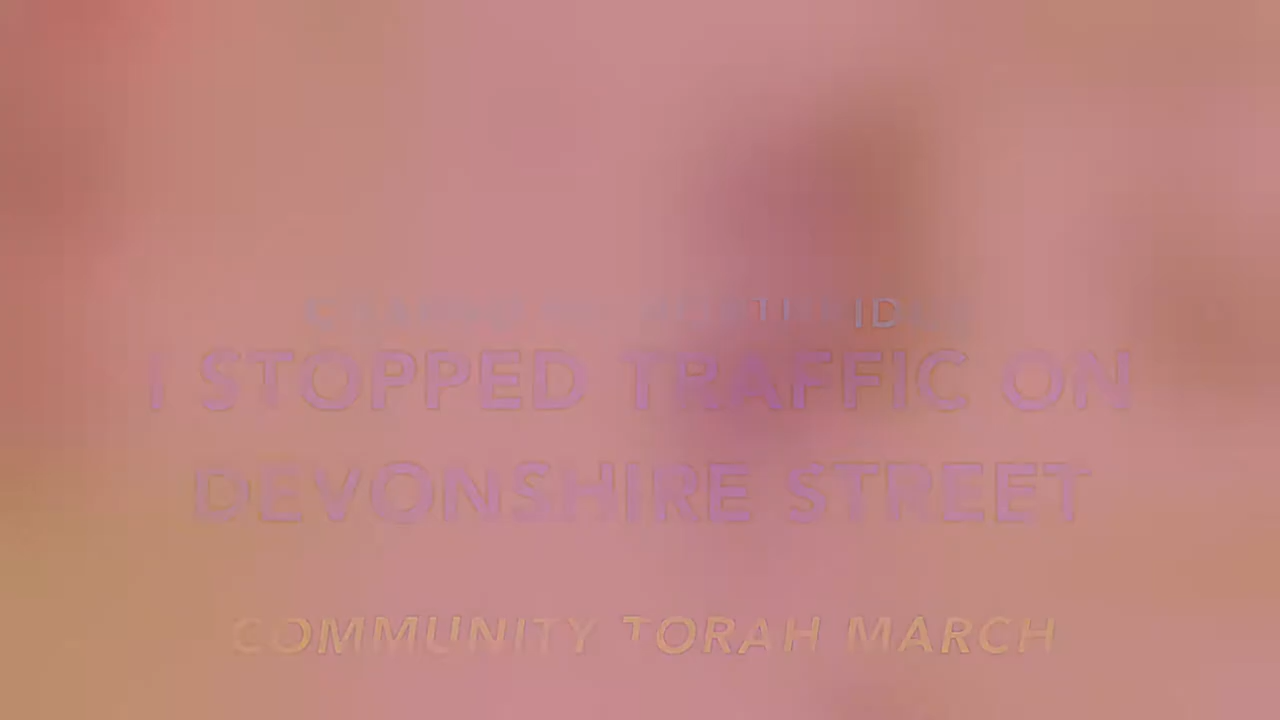 I STOPPED TRAFFIC ON
DEVONSHIRE STREET
COMMUNITY TORAH MARCH